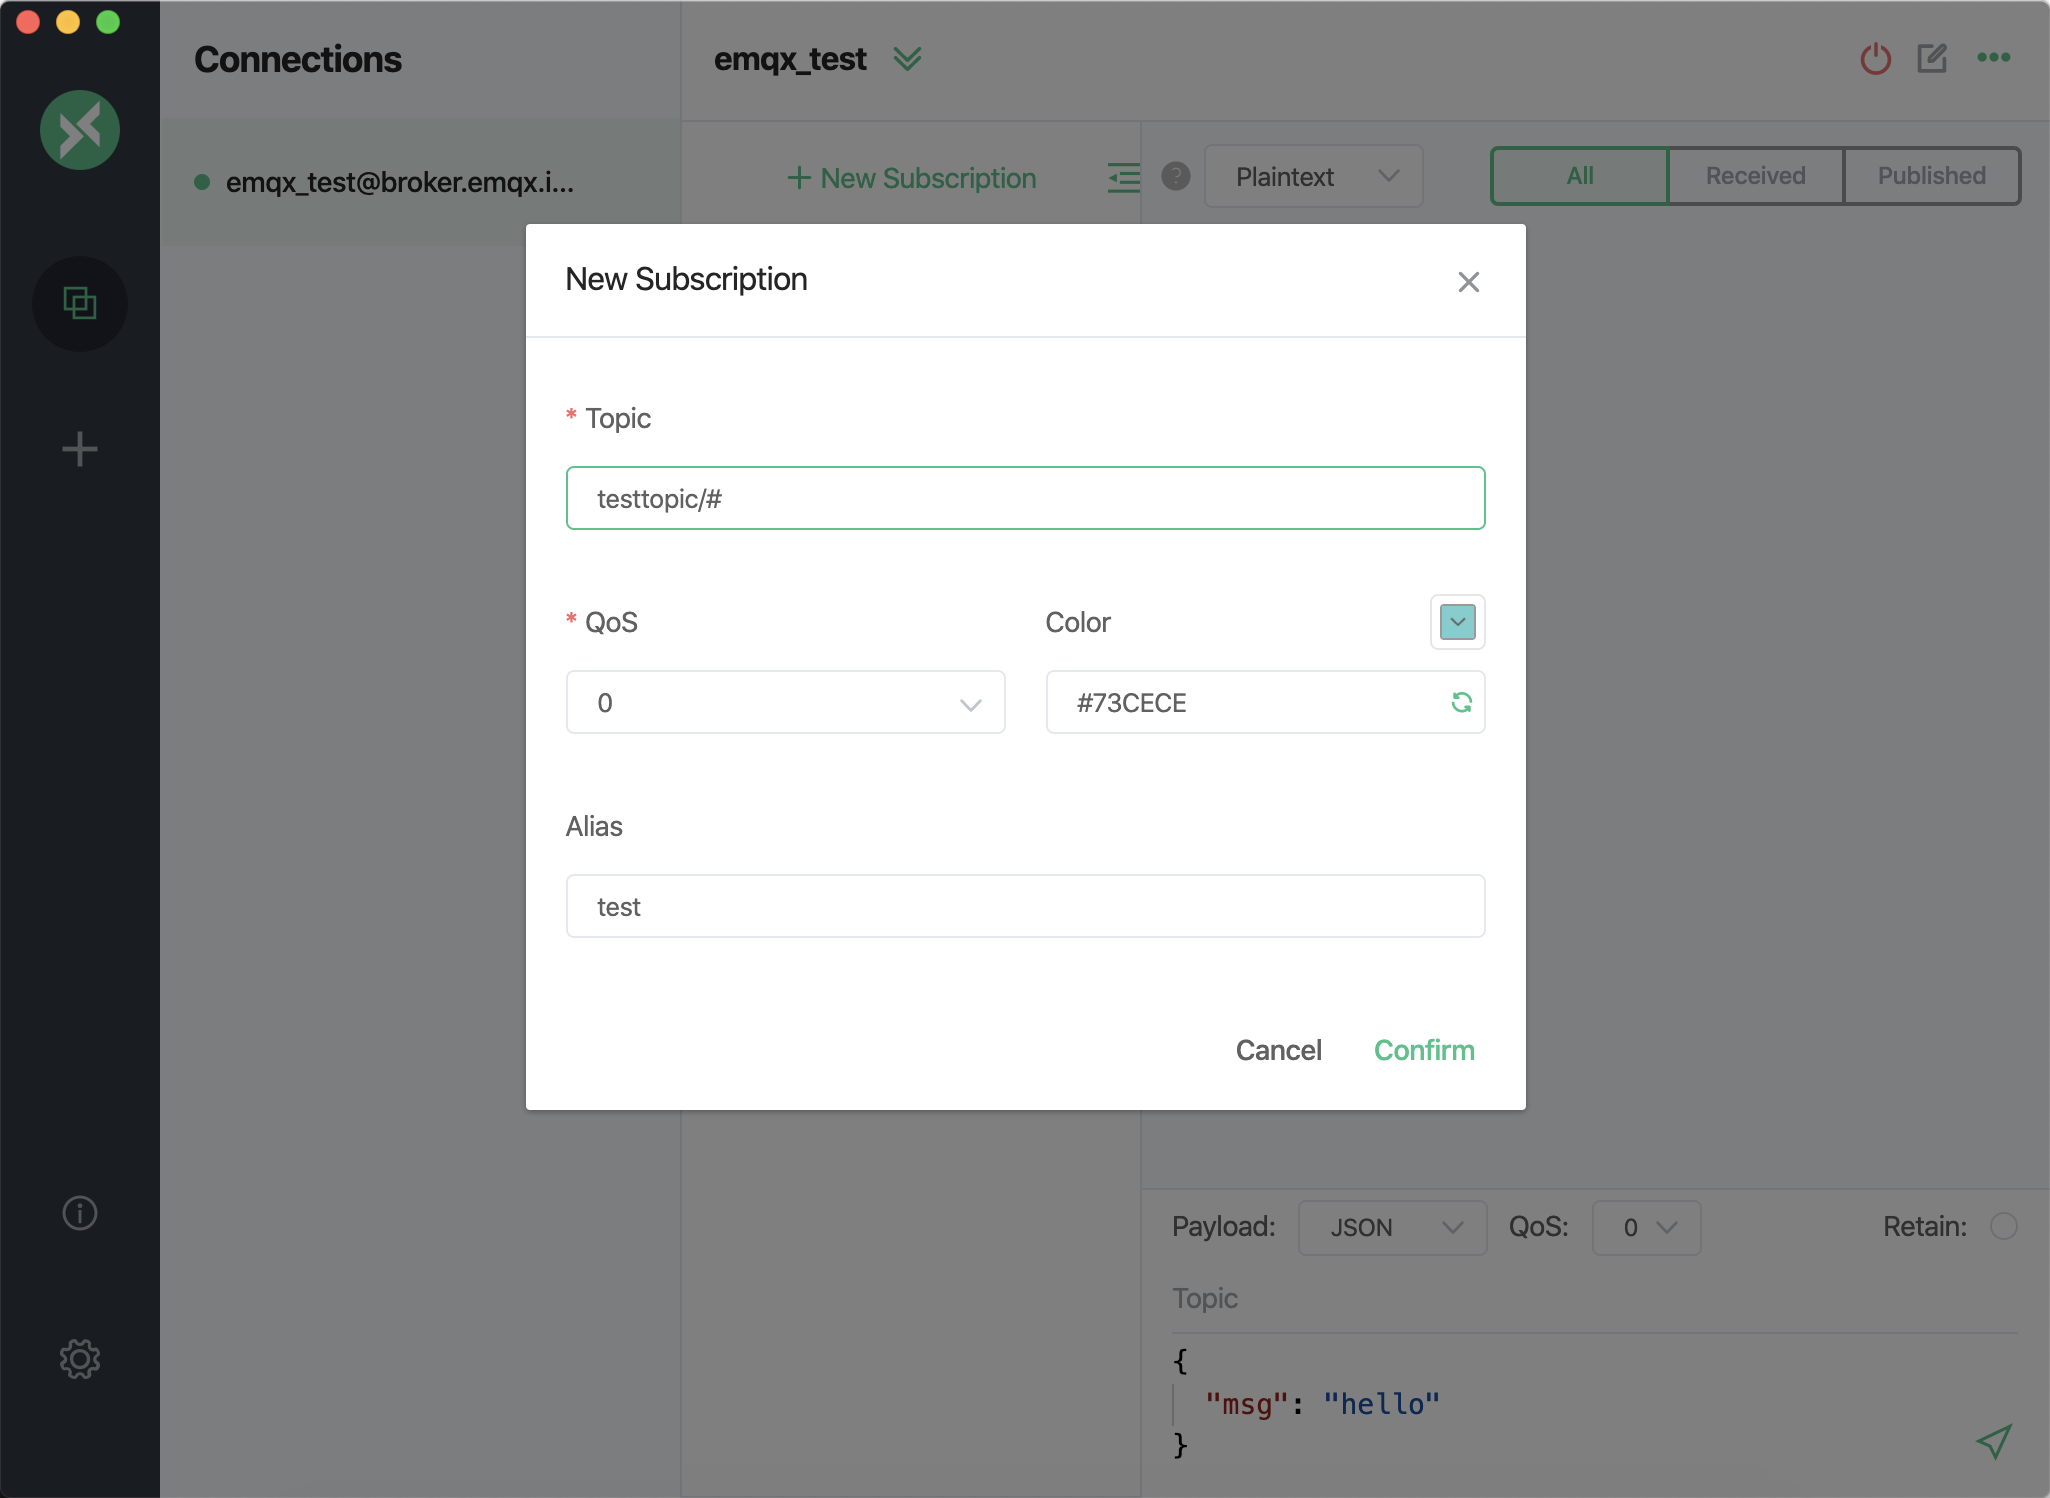 Connections
emqx_test
emqx_test@broker.emqx.i...
+ New Subscription
?
Plaintext
All
Received
Published
New Subscription
* Topic
testtopic/#
* QoS
Color
0
#73CECE
Alias
test
Cancel
Confirm
Payload:
JSON
QoS:
0
Retain:
Topic
{
"msg": "hello"
}